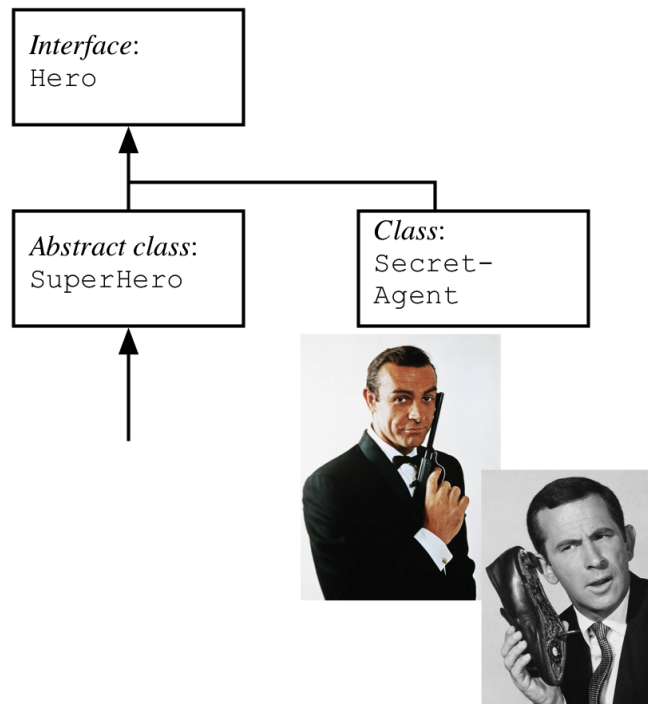 Interface:
Hero
Abstract class:
SuperHero
Class:
Secret-
Agent